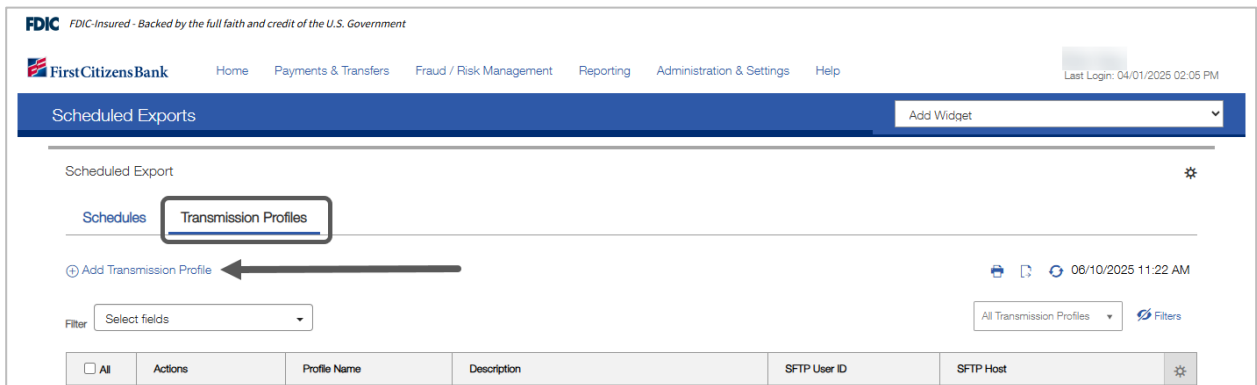 FDIC FDIC-Insured - Backed by the full faith and credit of the U.S. Government
First Citizens Bank Home Payments & Transfers Fraud / Risk Management Reporting Administration & Settings Help
Last Login: 04/01/2025 02:05 PM
Scheduled Exports Add Widget
Scheduled Export
Schedules Transmission Profiles
Add Transmission Profile 06/10/2025 11:22 AM
Filter Select fields All Transmission Profiles Filters
All Actions Profile Name Description SFTP User ID SFTP Host